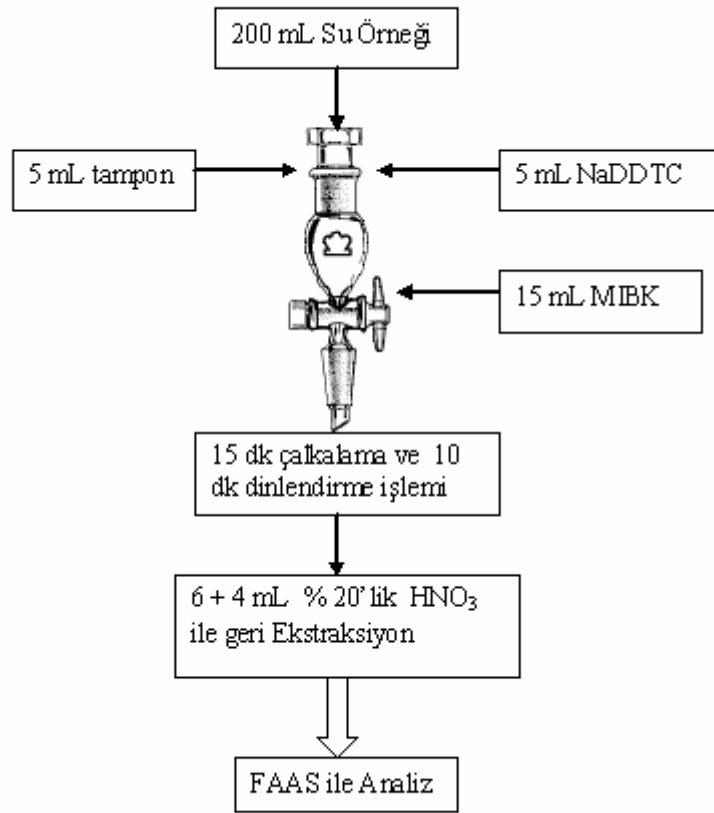 200 mL Su Örneği
5 mL tampon
5 mL NaDDTC
15 mL MIBK
15 dk çalkalama ve 10
dk dinlendirme işlemi
6 + 4 mL % 20' lik HNO₃
ile geri Ekstraksiyon
FAAS ile Analiz